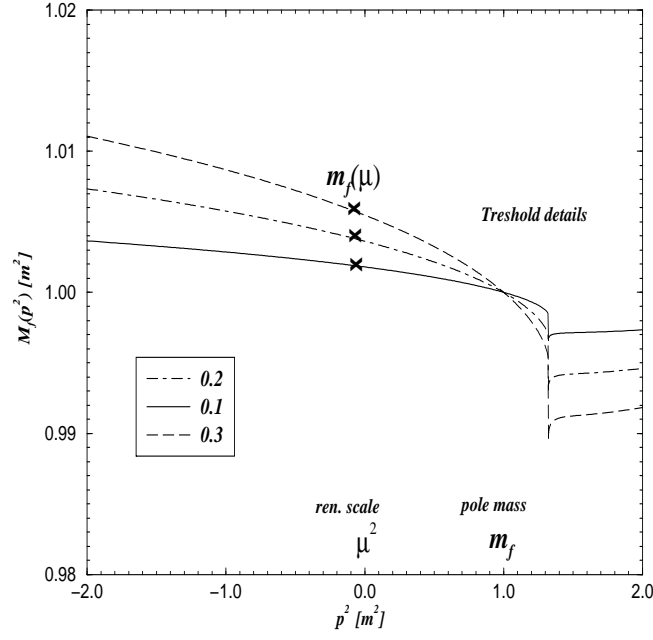 1.02
1.01
1.00
0.99
0.98
M_f(p²) [m²]
m_f(μ)
Treshold details
0.2
0.1
0.3
ren. scale
pole mass
μ²
m_f
−2.0
−1.0
0.0
1.0
2.0
p² [m²]